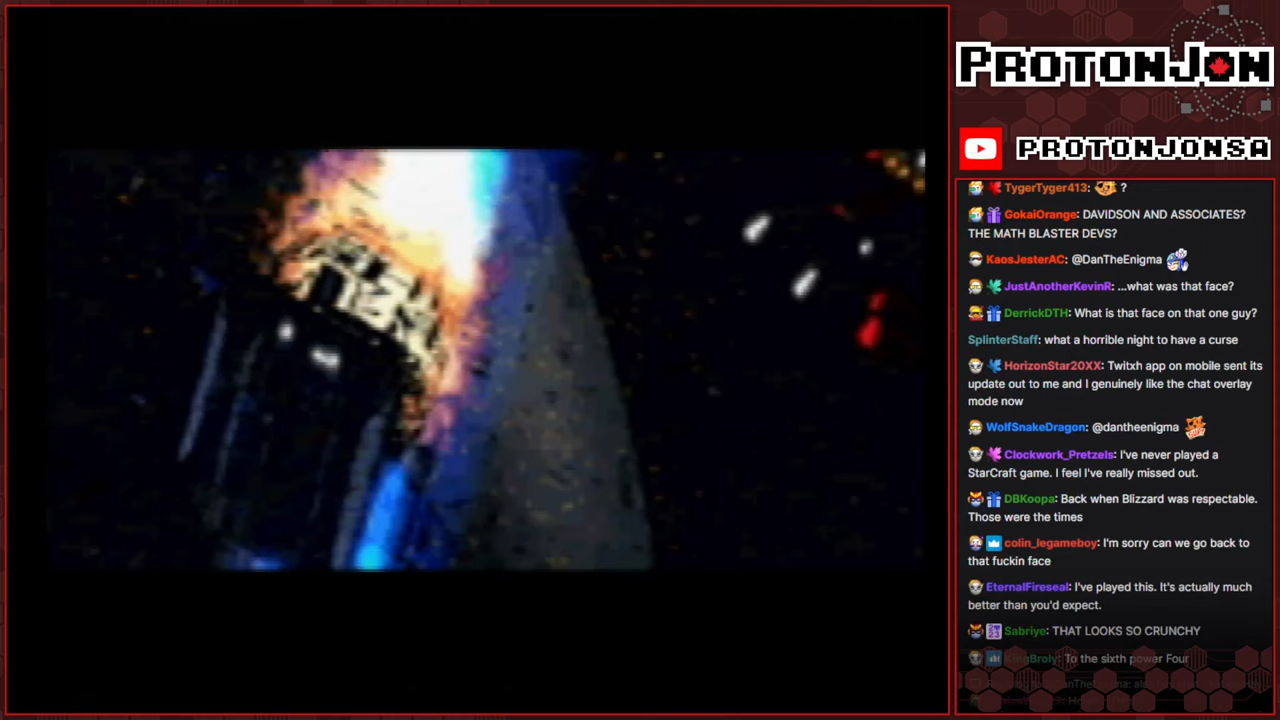 PROTONJON
PROTONJONSA
TygerTyger413: ?
GokaiOrange: DAVIDSON AND ASSOCIATES?
THE MATH BLASTER DEVS?
KaosJesterAC: @DanTheEnigma
JustAnotherKevinR: ...what was that face?
DerrickDTH: What is that face on that one guy?
SplinterStaff: what a horrible night to have a curse
HorizonStar20XX: Twitxh app on mobile sent its
update out to me and I genuinely like the chat overlay
mode now
WolfSnakeDragon: @dantheenigma
Clockwork_Pretzels: I've never played a
StarCraft game. I feel I've really missed out.
DBKoopa: Back when Blizzard was respectable.
Those were the times
colin_legameboy: I'm sorry can we go back to
that fuckin face
EternalFireseal: I've played this. It's actually much
better than you'd expect.
Sabriye: THAT LOOKS SO CRUNCHY
KingBroly: To the sixth power Four